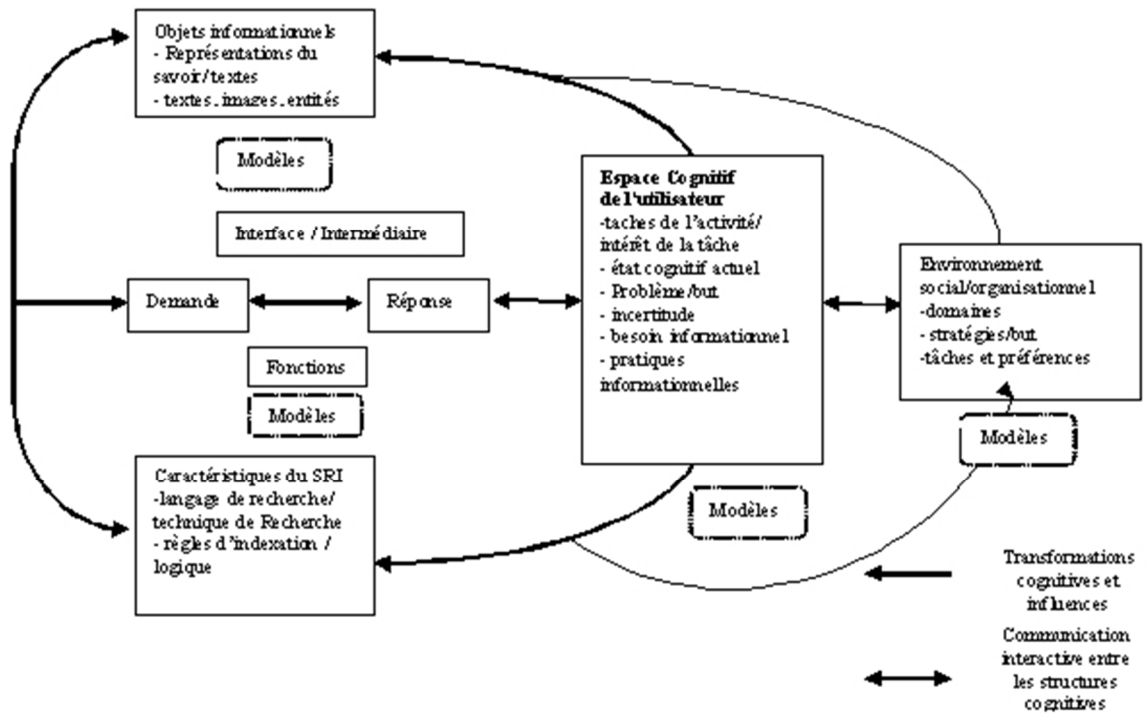 Objets informationnels
- Représentations du
savoir/textes
- textes.images.entités
Modèles
Interface / Intermédiaire
Demande
Réponse
Fonctions
Modèles
Caractéristiques du SRI
-langage de recherche/
technique de Recherche
- règles d'indexation /
logique
Espace Cognitif
de l'utilisateur
-taches de l'activité/
intérêt de la tâche
- état cognitif actuel
- Problème/but
- incertitude
- besoin informationnel
- pratiques
informationnelles
Modèles
Environnement
social/organisationnel
-domaines
- stratégies/but
-tâches et préférences
Modèles
Transformations
cognitives et
influences
Communication
interactive entre
les structures
cognitives